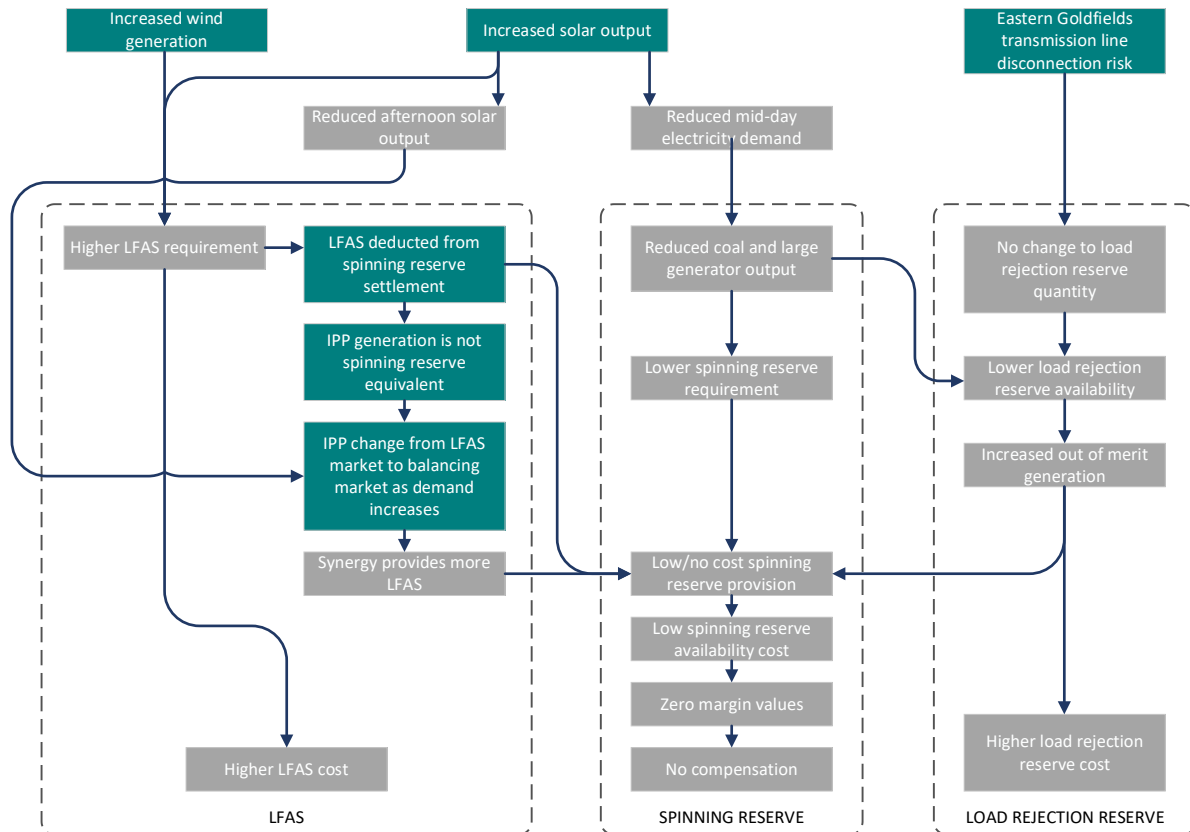 Increased wind
generation
Increased solar output
Eastern Goldfields
transmission line
disconnection risk
Reduced afternoon solar
output
Reduced mid-day
electricity demand
Higher LFAS requirement
LFAS deducted from
spinning reserve
settlement
Reduced coal and large
generator output
No change to load
rejection reserve
quantity
IPP generation is not
spinning reserve
equivalent
Lower spinning reserve
requirement
Lower load rejection
reserve availability
IPP change from LFAS
market to balancing
market as demand
increases
Increased out of merit
generation
Synergy provides more
LFAS
Low/no cost spinning
reserve provision
Low spinning reserve
availability cost
Zero margin values
Higher LFAS cost
No compensation
Higher load rejection
reserve cost
LFAS
SPINNING RESERVE
LOAD REJECTION RESERVE